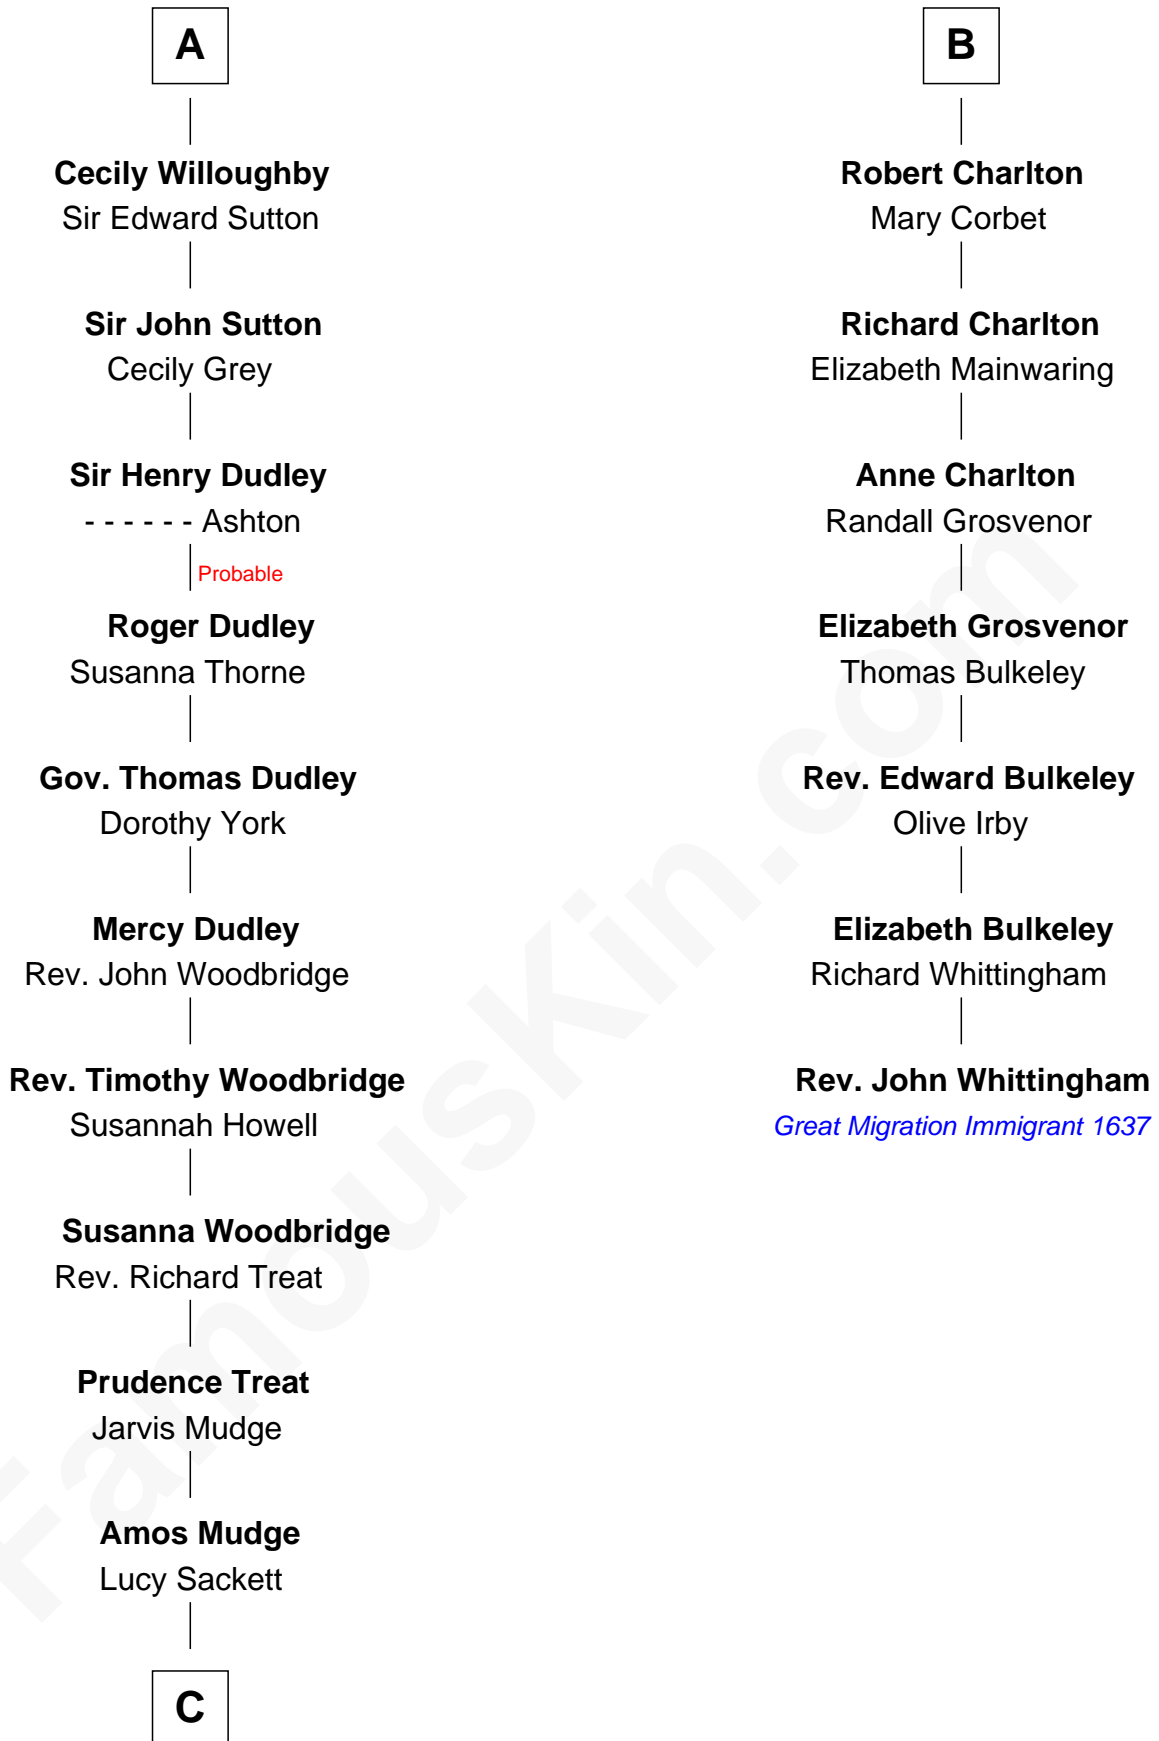 A
Cecily Willoughby
Sir Edward Sutton
Sir John Sutton
Cecily Grey
Sir Henry Dudley
- - - - - - Ashton
Probable
Roger Dudley
Susanna Thorne
Gov. Thomas Dudley
Dorothy York
Mercy Dudley
Rev. John Woodbridge
Rev. Timothy Woodbridge
Susannah Howell
Susanna Woodbridge
Rev. Richard Treat
Prudence Treat
Jarvis Mudge
Amos Mudge
Lucy Sackett
C
B
Robert Charlton
Mary Corbet
Richard Charlton
Elizabeth Mainwaring
Anne Charlton
Randall Grosvenor
Elizabeth Grosvenor
Thomas Bulkeley
Rev. Edward Bulkeley
Olive Irby
Elizabeth Bulkeley
Richard Whittingham
Rev. John Whittingham
Great Migration Immigrant 1637
FamousKin.com